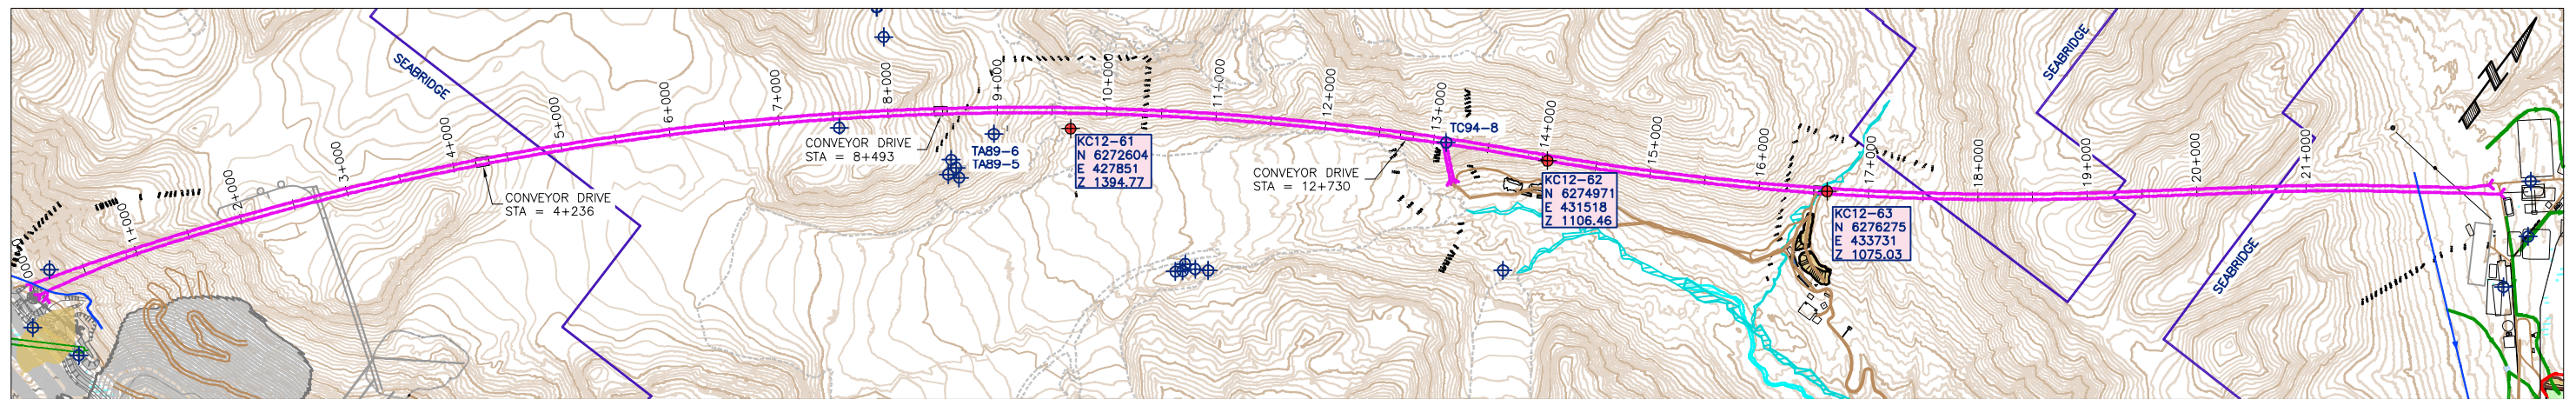 SEABRIDGE
0+000
1+000
2+000
3+000
4+000
5+000
6+000
7+000
8+000
9+000
10+000
11+000
12+000
13+000
14+000
15+000
16+000
17+000
18+000
19+000
20+000
21+000
CONVEYOR DRIVE
STA = 4+236
CONVEYOR DRIVE
STA = 8+493
TA89-6
TA89-5
KC12-61
N 6272604
E 427851
Z 1394.77
CONVEYOR DRIVE
STA = 12+730
TC94-8
KC12-62
N 6274971
E 431518
Z 1106.46
KC12-63
N 6276275
E 433731
Z 1075.03
SEABRIDGE
SEABRIDGE